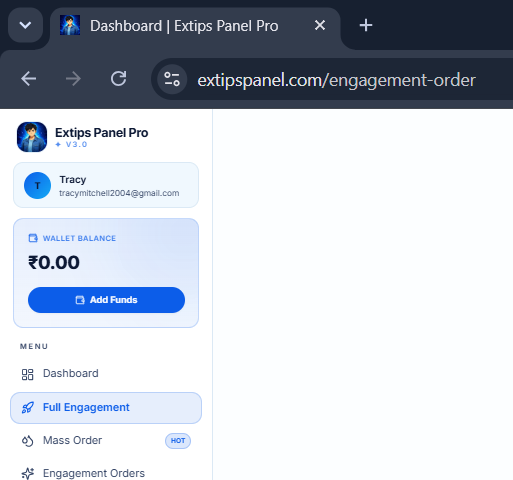 Dashboard | Extips Panel Pro
extipspanel.com/engagement-order
Extips Panel Pro
✦ V3.0
T
Tracy
tracymitchell2004@gmail.com
WALLET BALANCE
₹0.00
Add Funds
MENU
Dashboard
Full Engagement
Mass Order HOT
Engagement Orders